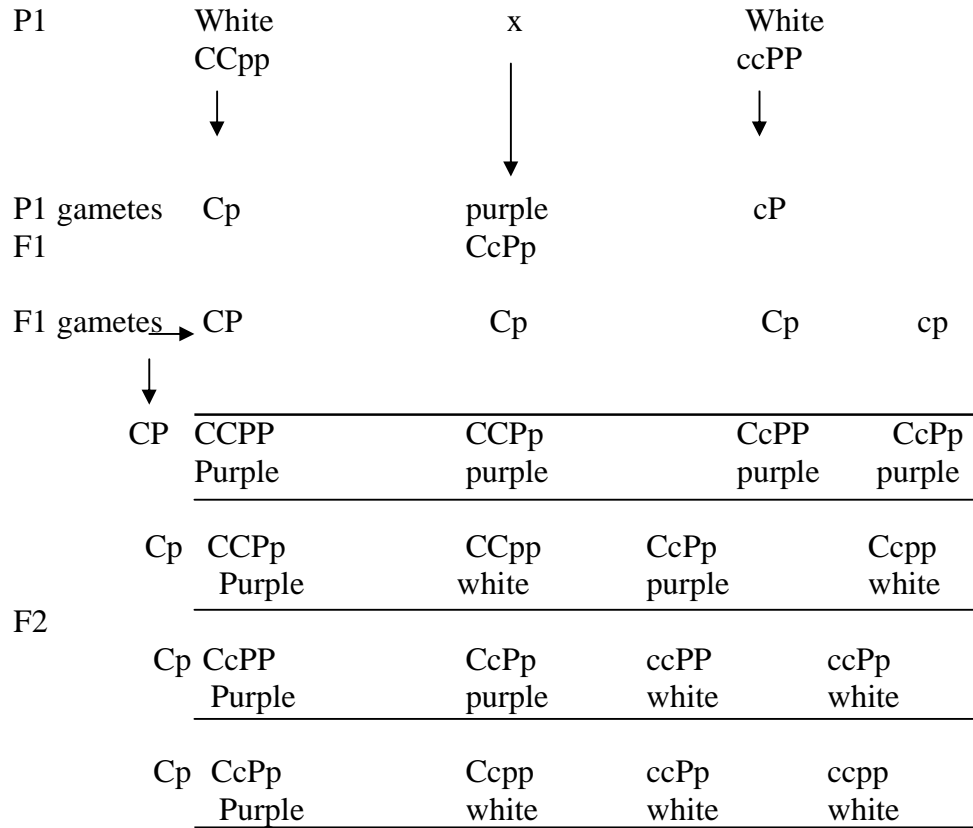 P1 White x White
CCpp ccPP
P1 gametes Cp purple cP
F1 CcPp
F1 gametes CP Cp Cp cp
CP CCPP CCPp CcPP CcPp
Purple purple purple purple
Cp CCPp CCpp CcPp Ccpp
Purple white purple white
F2
Cp CcPP CcPp ccPP ccPp
Purple purple white white
Cp CcPp Ccpp ccPp ccpp
Purple white white white